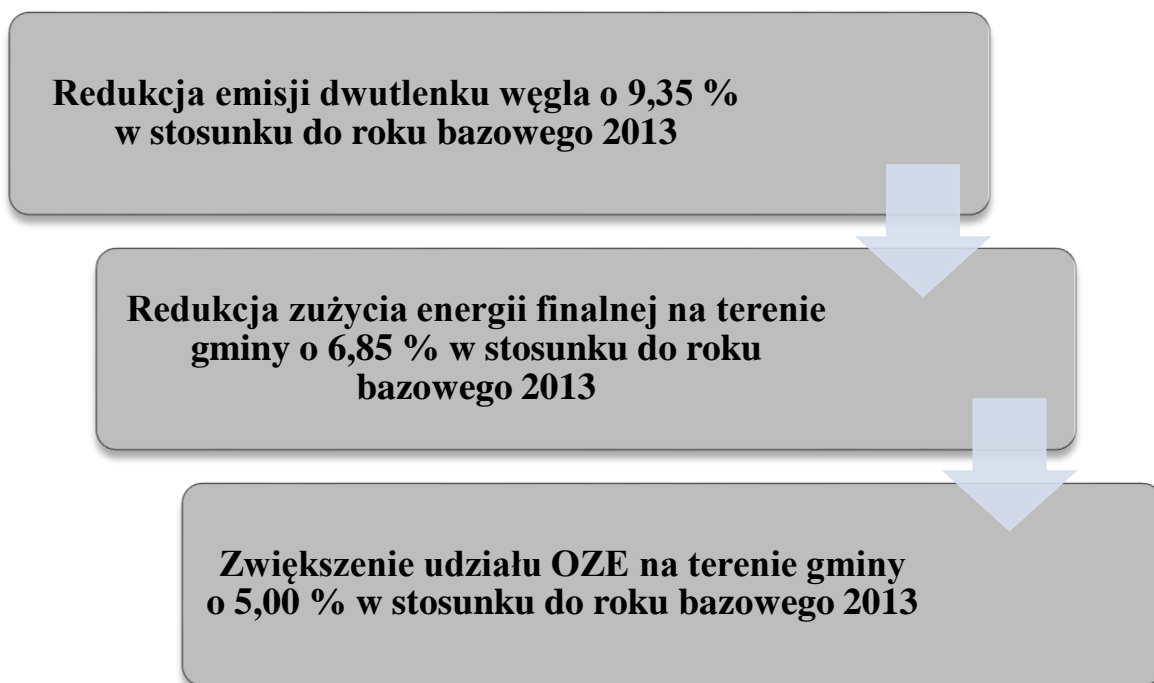 Redukcja emisji dwutlenku węgla o 9,35 %
w stosunku do roku bazowego 2013
Redukcja zużycia energii finalnej na terenie
gminy o 6,85 % w stosunku do roku
bazowego 2013
Zwiększenie udziału OZE na terenie gminy
o 5,00 % w stosunku do roku bazowego 2013